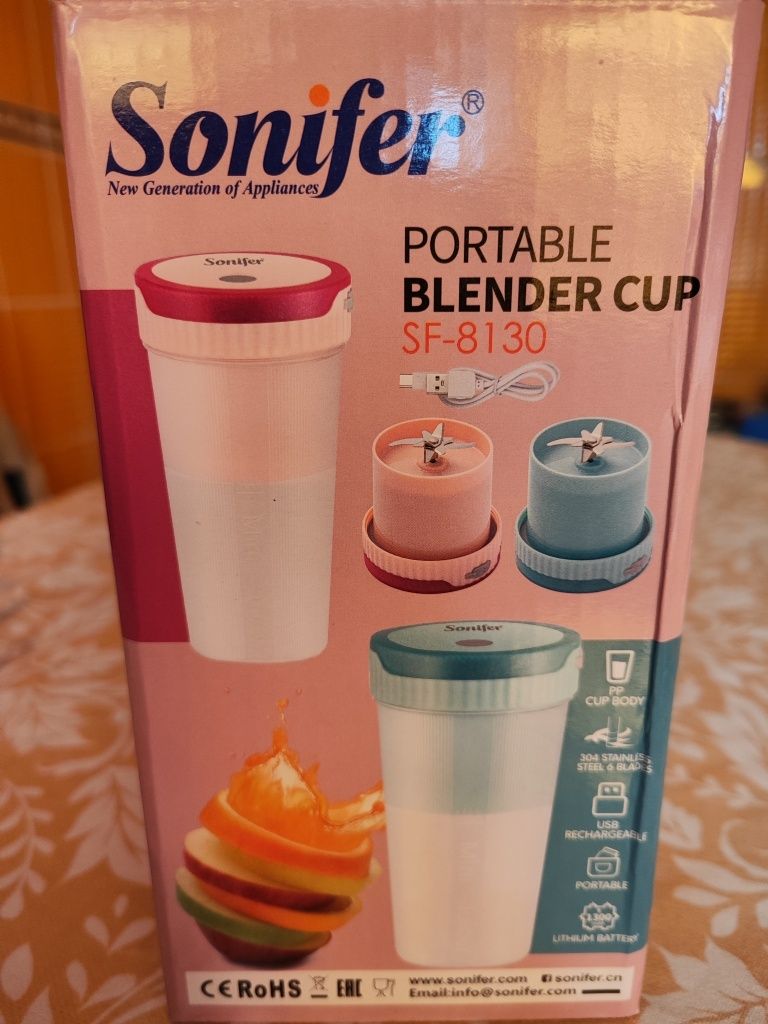 Sonifer®
New Generation of Appliances
PORTABLE
BLENDER CUP
SF-8130
Sonifer
Sonifer
PP
CUP BODY
304 STAINLESS
STEEL 6 BLADES
USB
RECHARGEABLE
PORTABLE
1300
LITHIUM BATTERY
CE RoHS EAC www.sonifer.com sonifer.cn
Email:info@sonifer.com